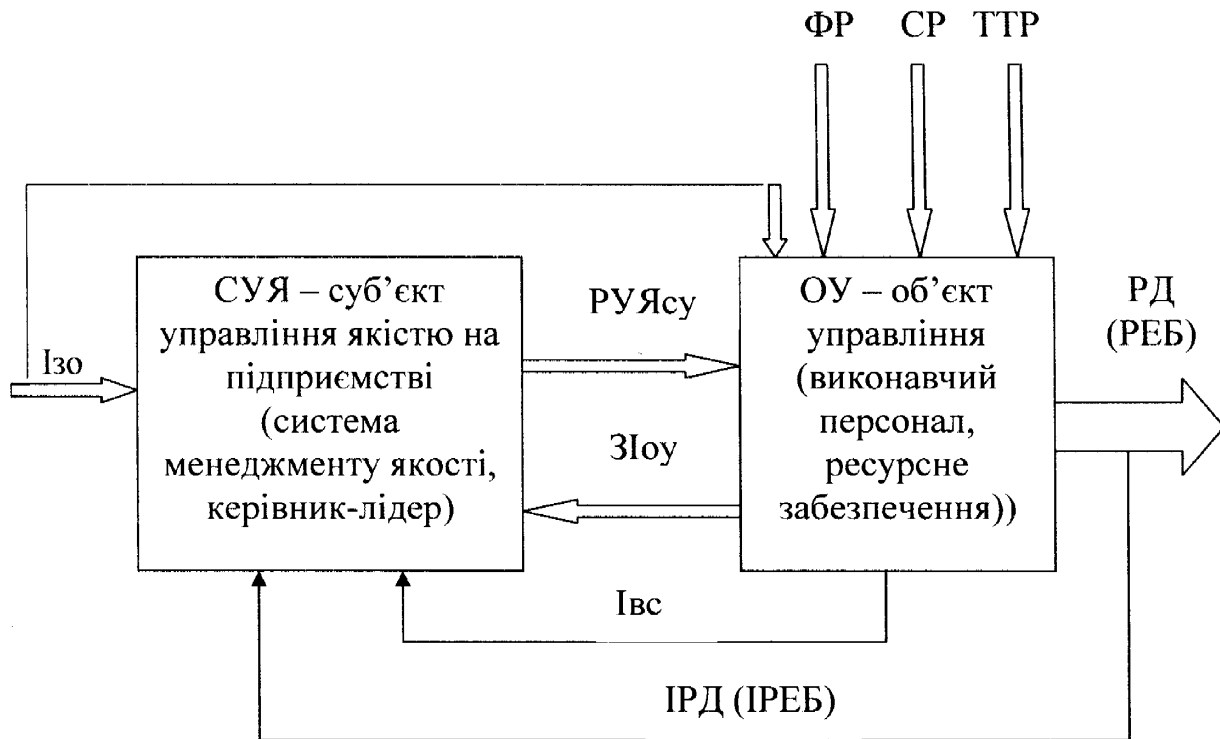 ФР СР ТТР
Ізо
СУЯ – суб’єкт
управління якістю на
підприємстві
(система
менеджменту якості,
керівник-лідер)
РУЯсу
ЗІоу
ОУ – об’єкт
управління
(виконавчий
персонал,
ресурсне
забезпечення))
РД
(РЕБ)
Івс
ІРД (ІРЕБ)